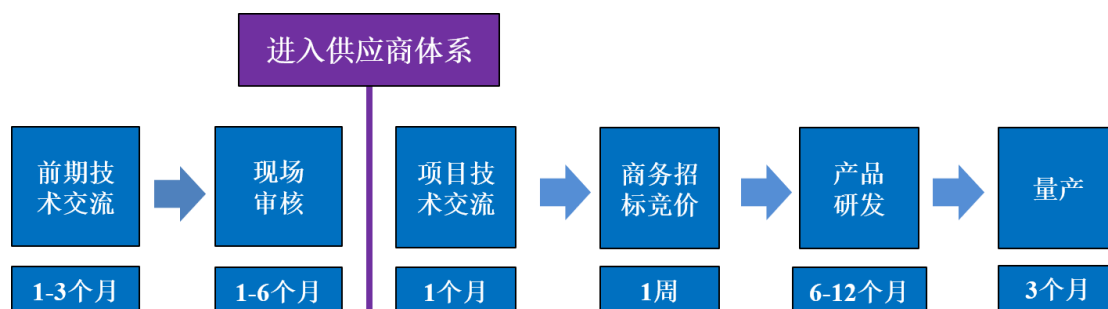 进入供应商体系
前期技
术交流
现场
审核
项目技
术交流
商务招
标竞价
产品
研发
量产
1-3个月
1-6个月
1个月
1周
6-12个月
3个月